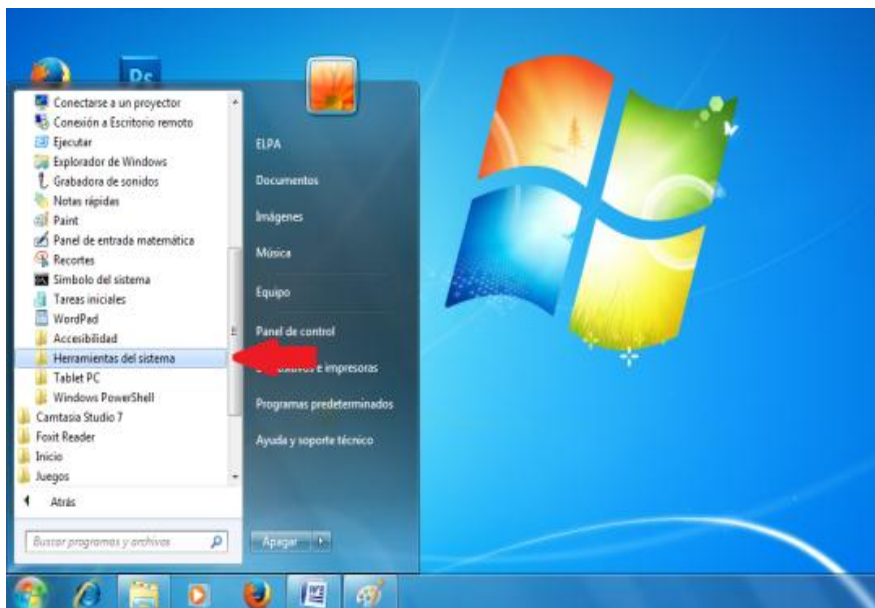 Ps
Conectarse a un proyector
Conexión a Escritorio remoto
Ejecutar
Explorador de Windows
Grabadora de sonidos
Notas rápidas
Paint
Panel de entrada matemática
Recortes
Símbolo del sistema
Tareas iniciales
WordPad
Accesibilidad
Herramientas del sistema
Tablet PC
Windows PowerShell
Camtasia Studio 7
Foxit Reader
Inicio
Juegos
Atrás
Buscar programas y archivos
ELPA
Documentos
Imágenes
Música
Equipo
Panel de control
e impresoras
Programas predeterminados
Ayuda y soporte técnico
Apagar